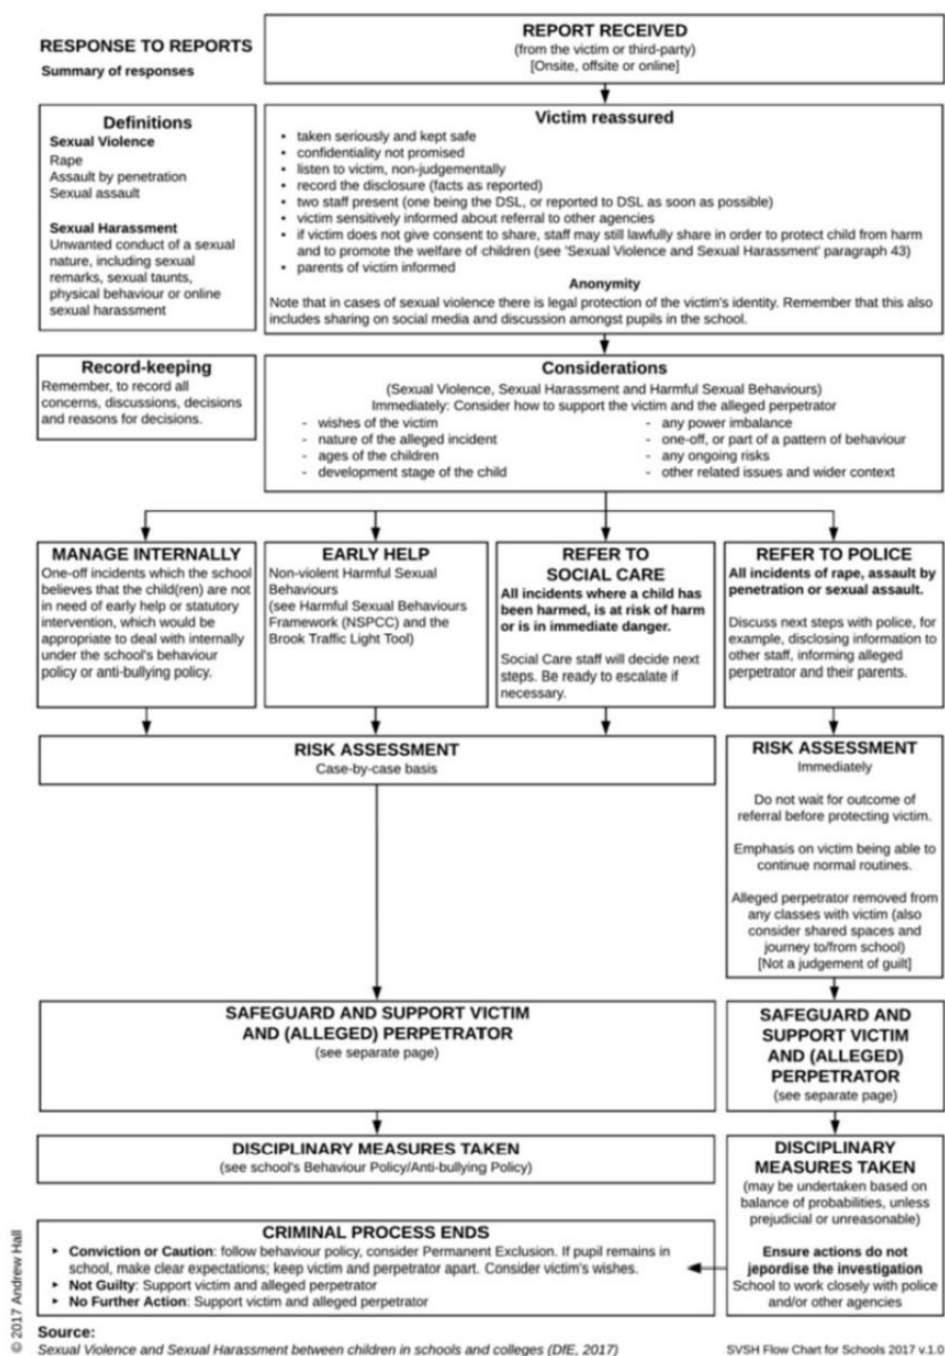 RESPONSE TO REPORTS
Summary of responses
REPORT RECEIVED
(from the victim or third-party)
[Onsite, offsite or online]
Definitions
Sexual Violence
Rape
Assault by penetration
Sexual assault
Sexual Harassment
Unwanted conduct of a sexual
nature, including sexual
remarks, sexual taunts,
physical behaviour or online
sexual harassment
Victim reassured
• taken seriously and kept safe
• confidentiality not promised
• listen to victim, non-judgementally
• record the disclosure (facts as reported)
• two staff present (one being the DSL, or reported to DSL as soon as possible)
• victim sensitively informed about referral to other agencies
• if victim does not give consent to share, staff may still lawfully share in order to protect child from harm
and to promote the welfare of children (see 'Sexual Violence and Sexual Harassment' paragraph 43)
• parents of victim informed
Anonymity
Note that in cases of sexual violence there is legal protection of the victim's identity. Remember that this also
includes sharing on social media and discussion amongst pupils in the school.
Record-keeping
Remember, to record all
concerns, discussions, decisions
and reasons for decisions.
Considerations
(Sexual Violence, Sexual Harassment and Harmful Sexual Behaviours)
Immediately: Consider how to support the victim and the alleged perpetrator
- wishes of the victim
- nature of the alleged incident
- ages of the children
- development stage of the child
- any power imbalance
- one-off, or part of a pattern of behaviour
- any ongoing risks
- other related issues and wider context
MANAGE INTERNALLY
One-off incidents which the school
believes that the child(ren) are not
in need of early help or statutory
intervention, which would be
appropriate to deal with internally
under the school's behaviour
policy or anti-bullying policy.
EARLY HELP
Non-violent Harmful Sexual
Behaviours
(see Harmful Sexual Behaviours
Framework (NSPCC) and the
Brook Traffic Light Tool)
REFER TO
SOCIAL CARE
All incidents where a child has
been harmed, is at risk of harm
or is in immediate danger.
Social Care staff will decide next
steps. Be ready to escalate if
necessary.
REFER TO POLICE
All incidents of rape, assault by
penetration or sexual assault.
Discuss next steps with police, for
example, disclosing information to
other staff, informing alleged
perpetrator and their parents.
RISK ASSESSMENT
Case-by-case basis
RISK ASSESSMENT
Immediately
Do not wait for outcome of
referral before protecting victim.
Emphasis on victim being able to
continue normal routines.
Alleged perpetrator removed from
any classes with victim (also
consider shared spaces and
journey to/from school)
[Not a judgement of guilt]
SAFEGUARD AND SUPPORT VICTIM
AND (ALLEGED) PERPETRATOR
(see separate page)
SAFEGUARD AND
SUPPORT VICTIM
AND (ALLEGED)
PERPETRATOR
(see separate page)
DISCIPLINARY MEASURES TAKEN
(see school's Behaviour Policy/Anti-bullying Policy)
DISCIPLINARY
MEASURES TAKEN
(may be undertaken based on
balance of probabilities, unless
prejudicial or unreasonable)
Ensure actions do not
jepordise the investigation
School to work closely with police
and/or other agencies
CRIMINAL PROCESS ENDS
‣ Conviction or Caution: follow behaviour policy, consider Permanent Exclusion. If pupil remains in
school, make clear expectations; keep victim and perpetrator apart. Consider victim's wishes.
‣ Not Guilty: Support victim and alleged perpetrator
‣ No Further Action: Support victim and alleged perpetrator
© 2017 Andrew Hall
Source:
Sexual Violence and Sexual Harassment between children in schools and colleges (DfE, 2017)
SVSH Flow Chart for Schools 2017 v.1.0